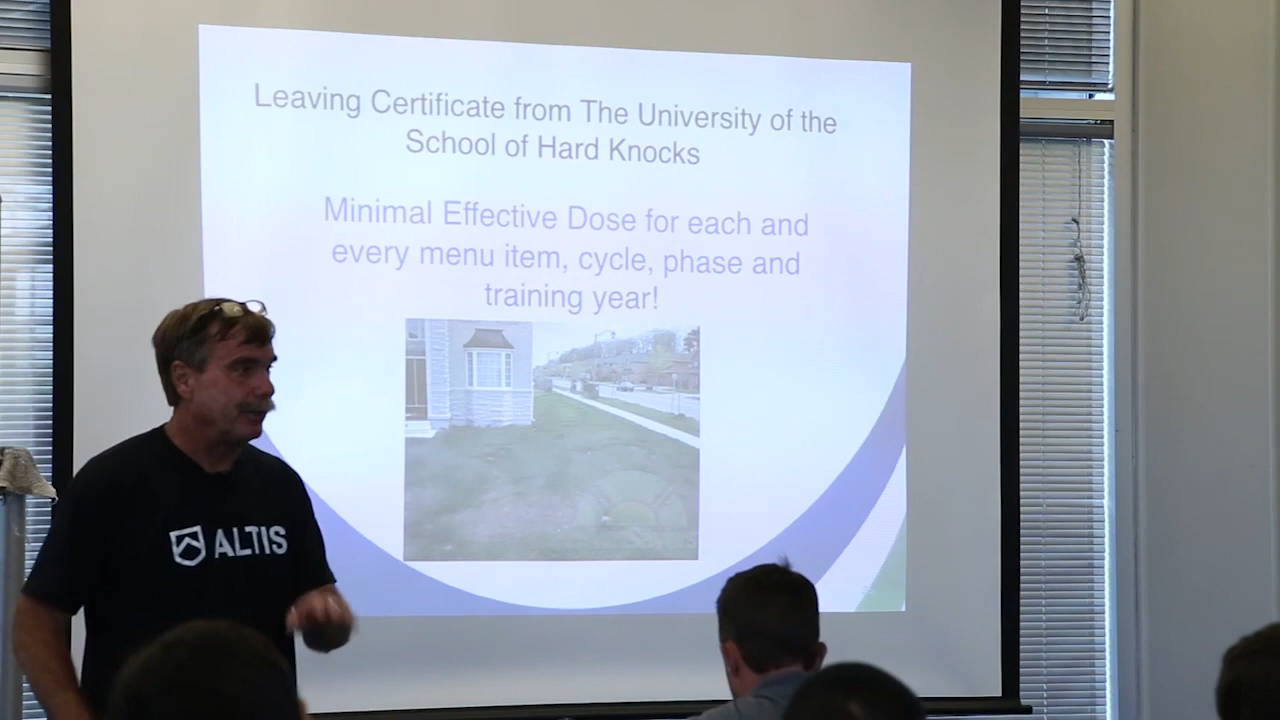 Leaving Certificate from The University of the
School of Hard Knocks
Minimal Effective Dose for each and
every menu item, cycle, phase and
training year!
ALTIS